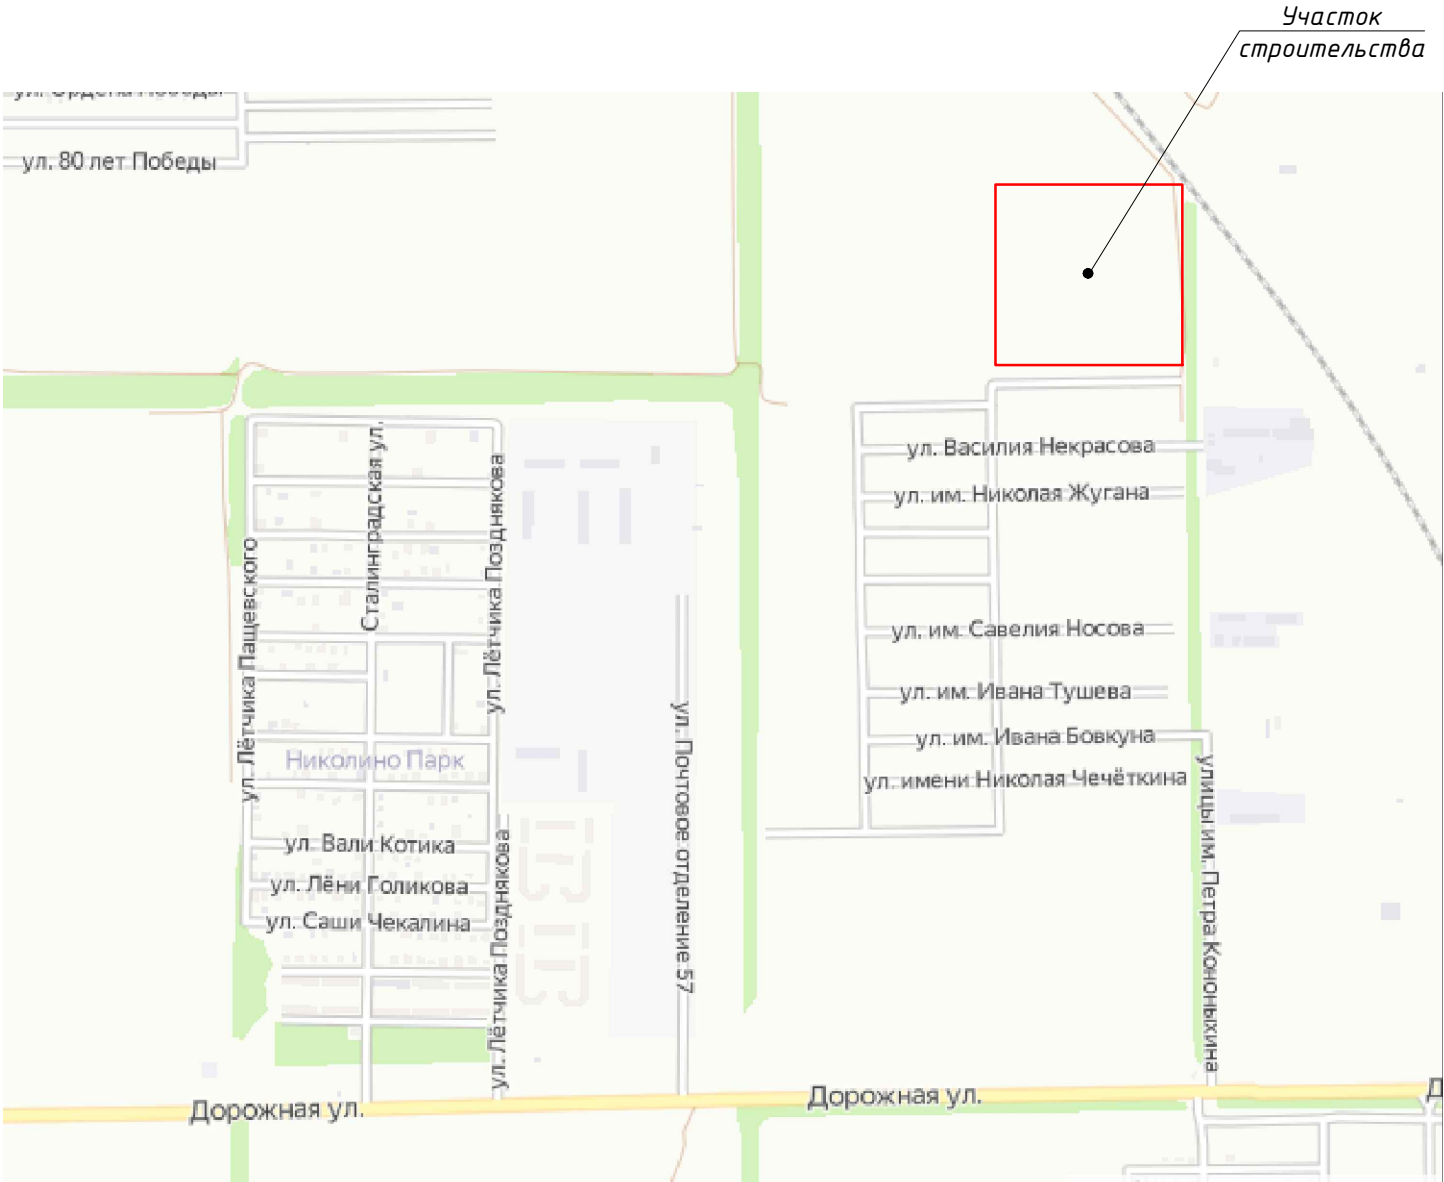 Участок
строительства
ул. Ордена Победы
ул. 80 лет Победы
Сталинградская ул.
ул. Лётчика Позднякова
ул. Лётчика Пащевского
Николино Парк
ул. Вали Котика
ул. Лёни Голикова
ул. Саши Чекалина
ул. Лётчика Позднякова
ул. Почтовое отделение 57
ул. Василия Некрасова
ул. им. Николая Жугана
ул. им. Савелия Носова
ул. им. Ивана Тушева
ул. им. Ивана Бовкуна
ул. имени Николая Чечёткина
улицы им. Петра Кононыхина
Дорожная ул.
Дорожная ул.
Д